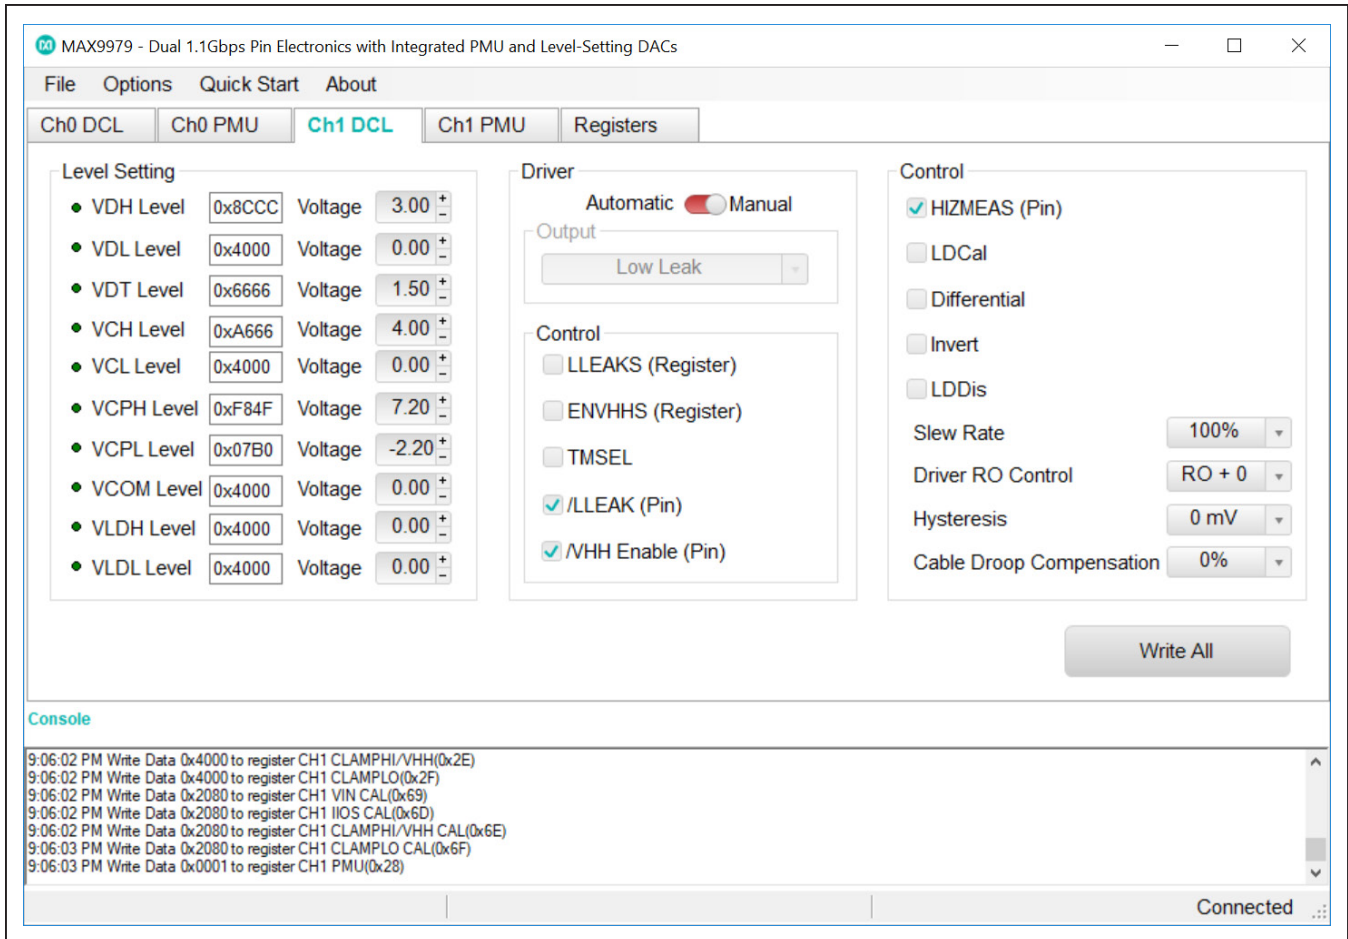 MAX9979 - Dual 1.1Gbps Pin Electronics with Integrated PMU and Level-Setting DACs
File Options Quick Start About
Ch0 DCL Ch0 PMU Ch1 DCL Ch1 PMU Registers
Level Setting
VDH Level 0x8CCC Voltage 3.00
VDL Level 0x4000 Voltage 0.00
VDT Level 0x6666 Voltage 1.50
VCH Level 0xA666 Voltage 4.00
VCL Level 0x4000 Voltage 0.00
VCPH Level 0xF84F Voltage 7.20
VCPL Level 0x07B0 Voltage -2.20
VCOM Level 0x4000 Voltage 0.00
VLDH Level 0x4000 Voltage 0.00
VLDL Level 0x4000 Voltage 0.00
Driver
Automatic Manual
Output
Low Leak
Control
LLEAKS (Register)
ENVHHS (Register)
TMSEL
/LLEAK (Pin)
/VHH Enable (Pin)
Control
HIZMEAS (Pin)
LDCal
Differential
Invert
LDDis
Slew Rate 100%
Driver RO Control RO + 0
Hysteresis 0 mV
Cable Droop Compensation 0%
Write All
Console
9:06:02 PM Write Data 0x4000 to register CH1 CLAMPHI/VHH(0x2E)
9:06:02 PM Write Data 0x4000 to register CH1 CLAMPLO(0x2F)
9:06:02 PM Write Data 0x2080 to register CH1 VIN CAL(0x69)
9:06:02 PM Write Data 0x2080 to register CH1 IIOS CAL(0x6D)
9:06:02 PM Write Data 0x2080 to register CH1 CLAMPHI/VHH CAL(0x6E)
9:06:03 PM Write Data 0x2080 to register CH1 CLAMPLO CAL(0x6F)
9:06:03 PM Write Data 0x0001 to register CH1 PMU(0x28)
Connected